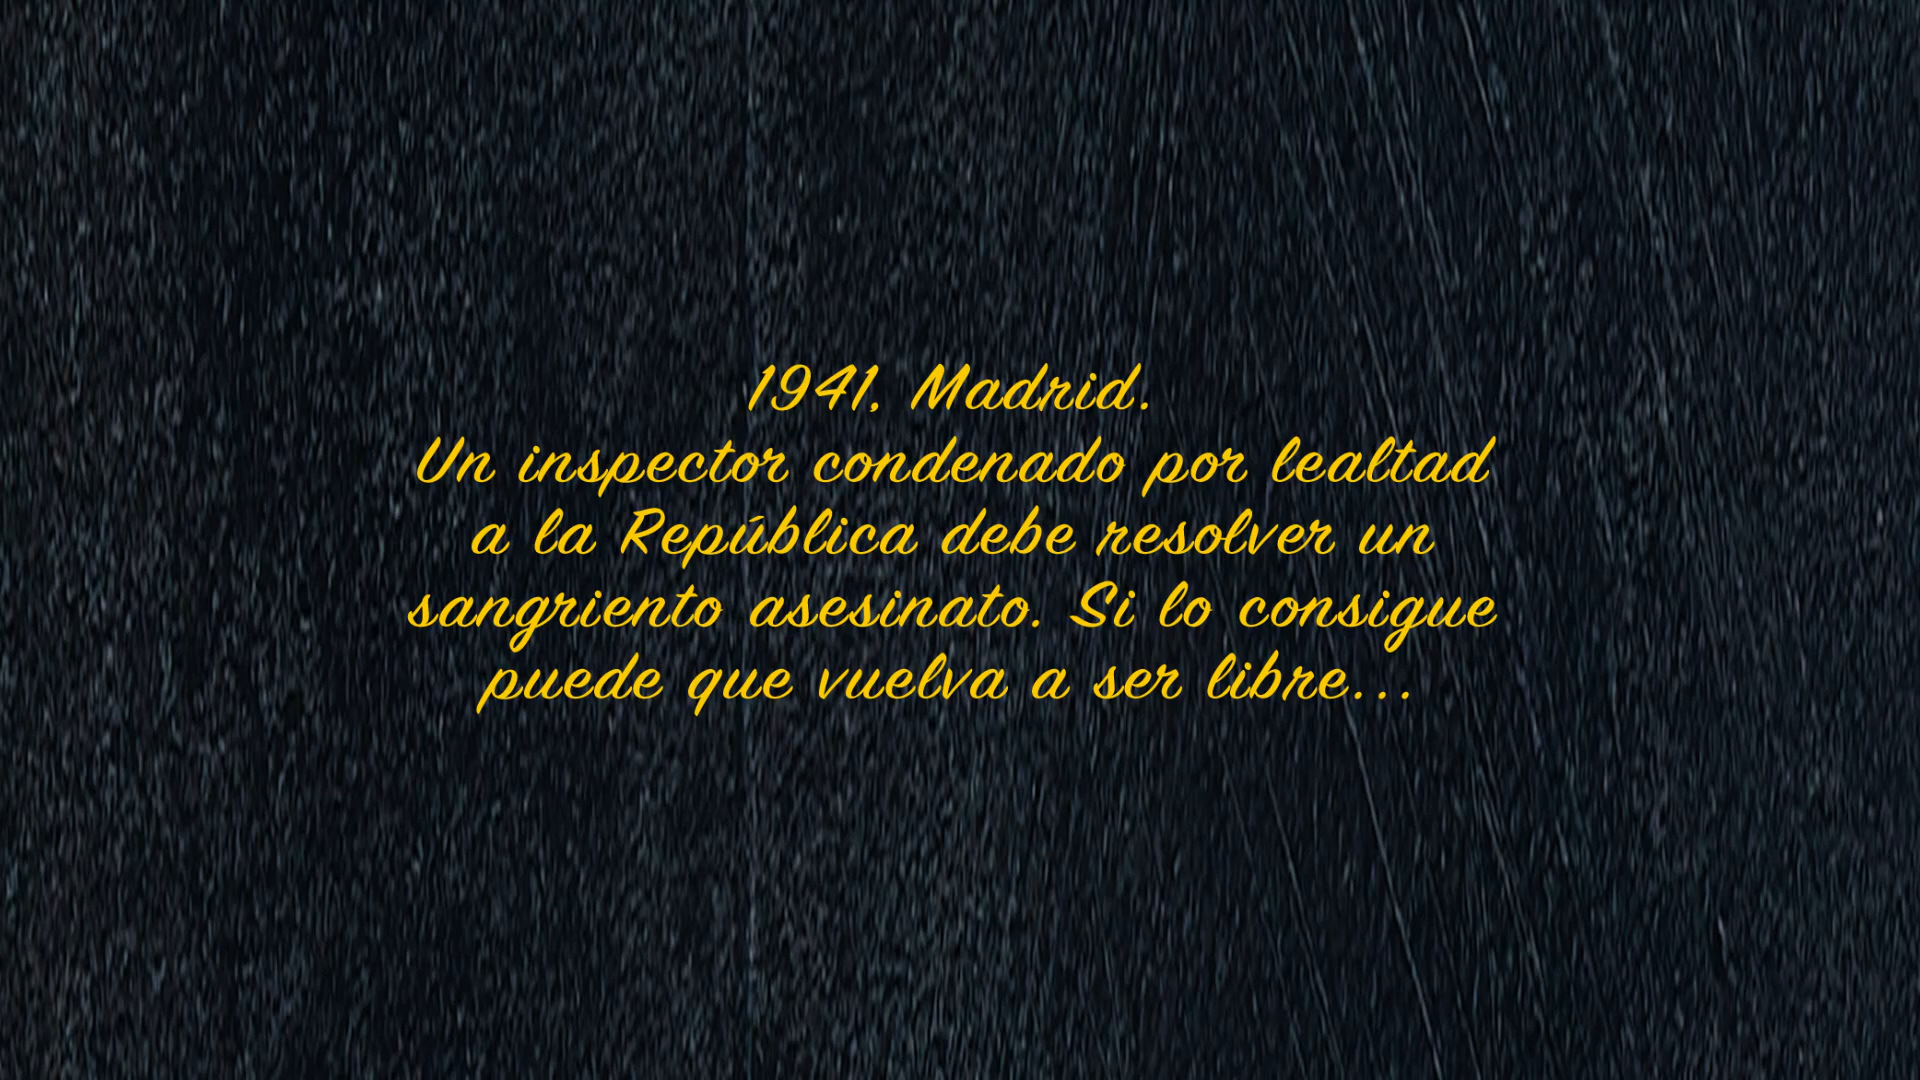 1941, Madrid.
Un inspector condenado por lealtad
a la República debe resolver un
sangriento asesinato. Si lo consigue
puede que vuelva a ser libre...